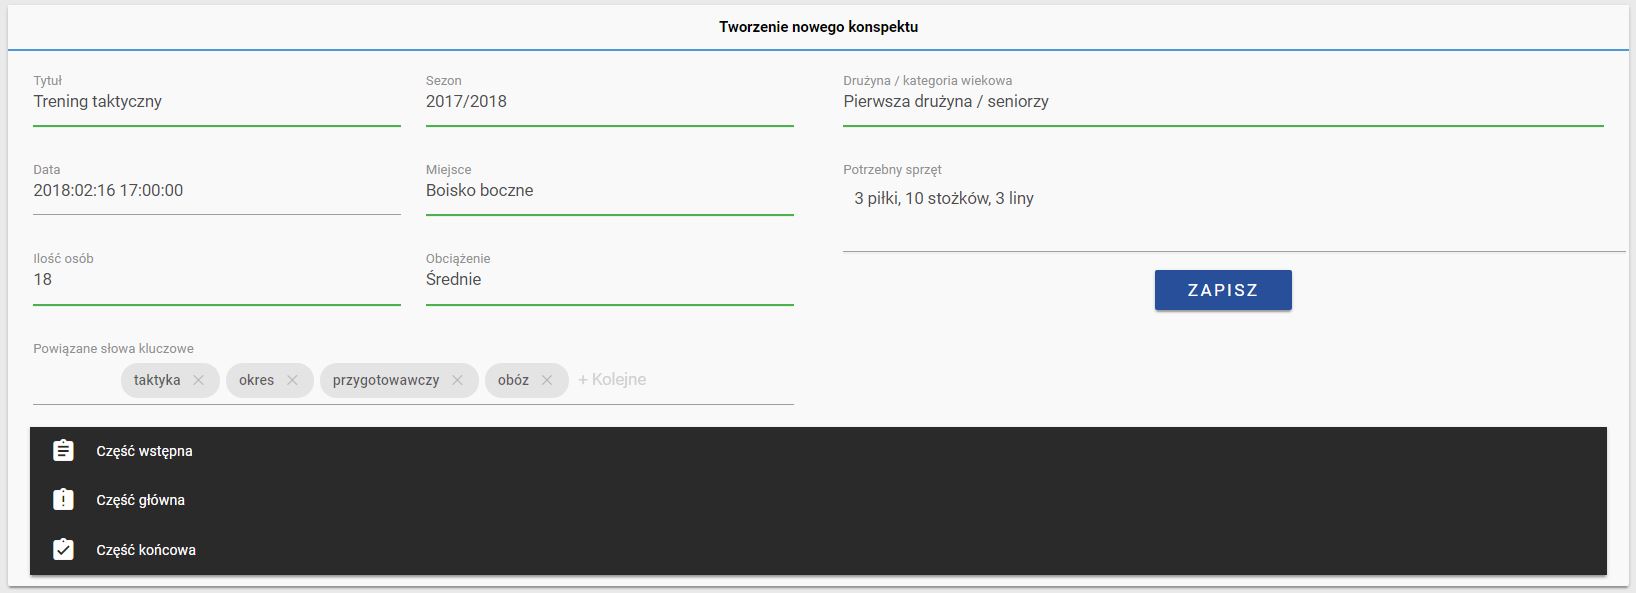 Tworzenie nowego konspektu
Tytuł
Trening taktyczny
Sezon
2017/2018
Drużyna / kategoria wiekowa
Pierwsza drużyna / seniorzy
Data
2018:02:16 17:00:00
Miejsce
Boisko boczne
Potrzebny sprzęt
3 piłki, 10 stożków, 3 liny
Ilość osób
18
Obciążenie
Średnie
ZAPISZ
Powiązane słowa kluczowe
taktyka okres przygotowawczy obóz + Kolejne
Część wstępna
Część główna
Część końcowa